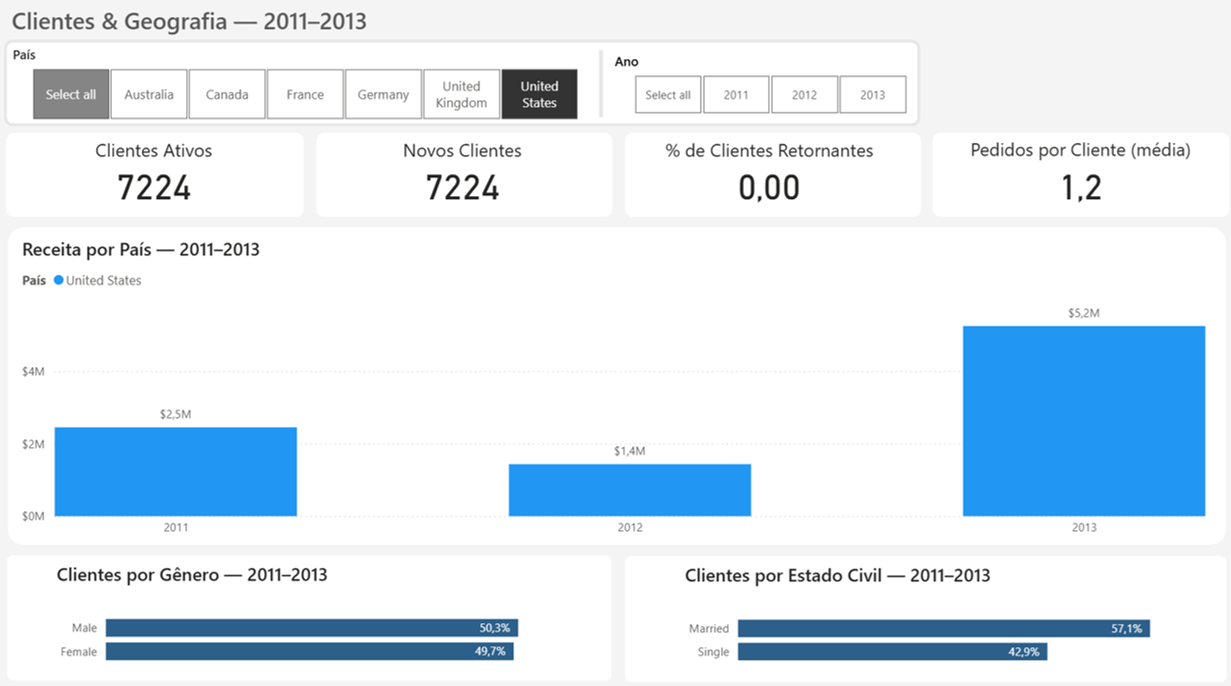 Clientes & Geografia — 2011–2013
País
Select all
Australia
Canada
France
Germany
United
Kingdom
United
States
Ano
Select all
2011
2012
2013
Clientes Ativos
7224
Novos Clientes
7224
% de Clientes Retornantes
0,00
Pedidos por Cliente (média)
1,2
Receita por País — 2011–2013
País United States
$4M
$2M
$0M
$2,5M
$1,4M
$5,2M
2011
2012
2013
Clientes por Gênero — 2011–2013
Male 50,3%
Female 49,7%
Clientes por Estado Civil — 2011–2013
Married 57,1%
Single 42,9%